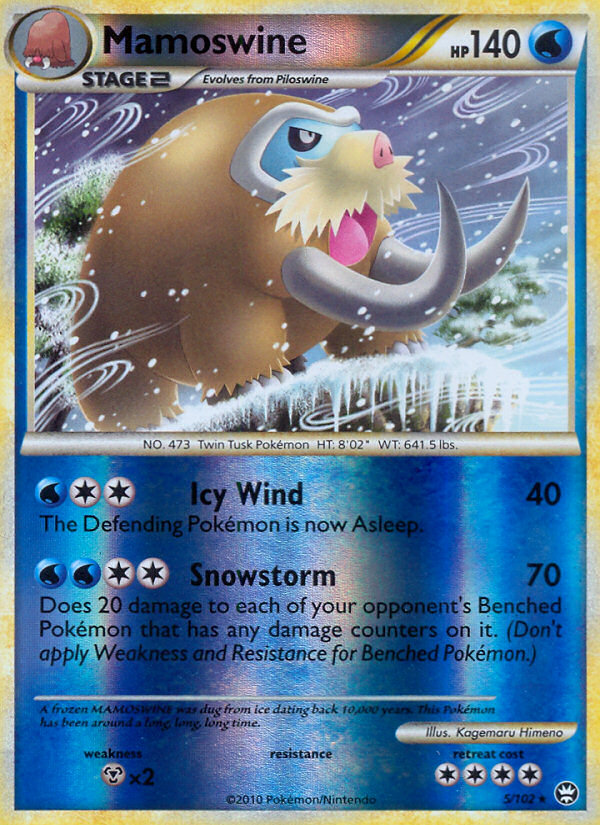 Mamoswine
HP 140
STAGE 2
Evolves from Piloswine
NO. 473 Twin Tusk Pokémon HT: 8'02" WT: 641.5 lbs.
Icy Wind 40
The Defending Pokémon is now Asleep.
Snowstorm 70
Does 20 damage to each of your opponent's Benched
Pokémon that has any damage counters on it. (Don't
apply Weakness and Resistance for Benched Pokémon.)
A frozen MAMOSWINE was dug from ice dating back 10,000 years. This Pokémon
has been around a long, long, long time.
Illus. Kagemaru Himeno
weakness resistance retreat cost
×2
©2010 Pokémon/Nintendo 5/102 ★